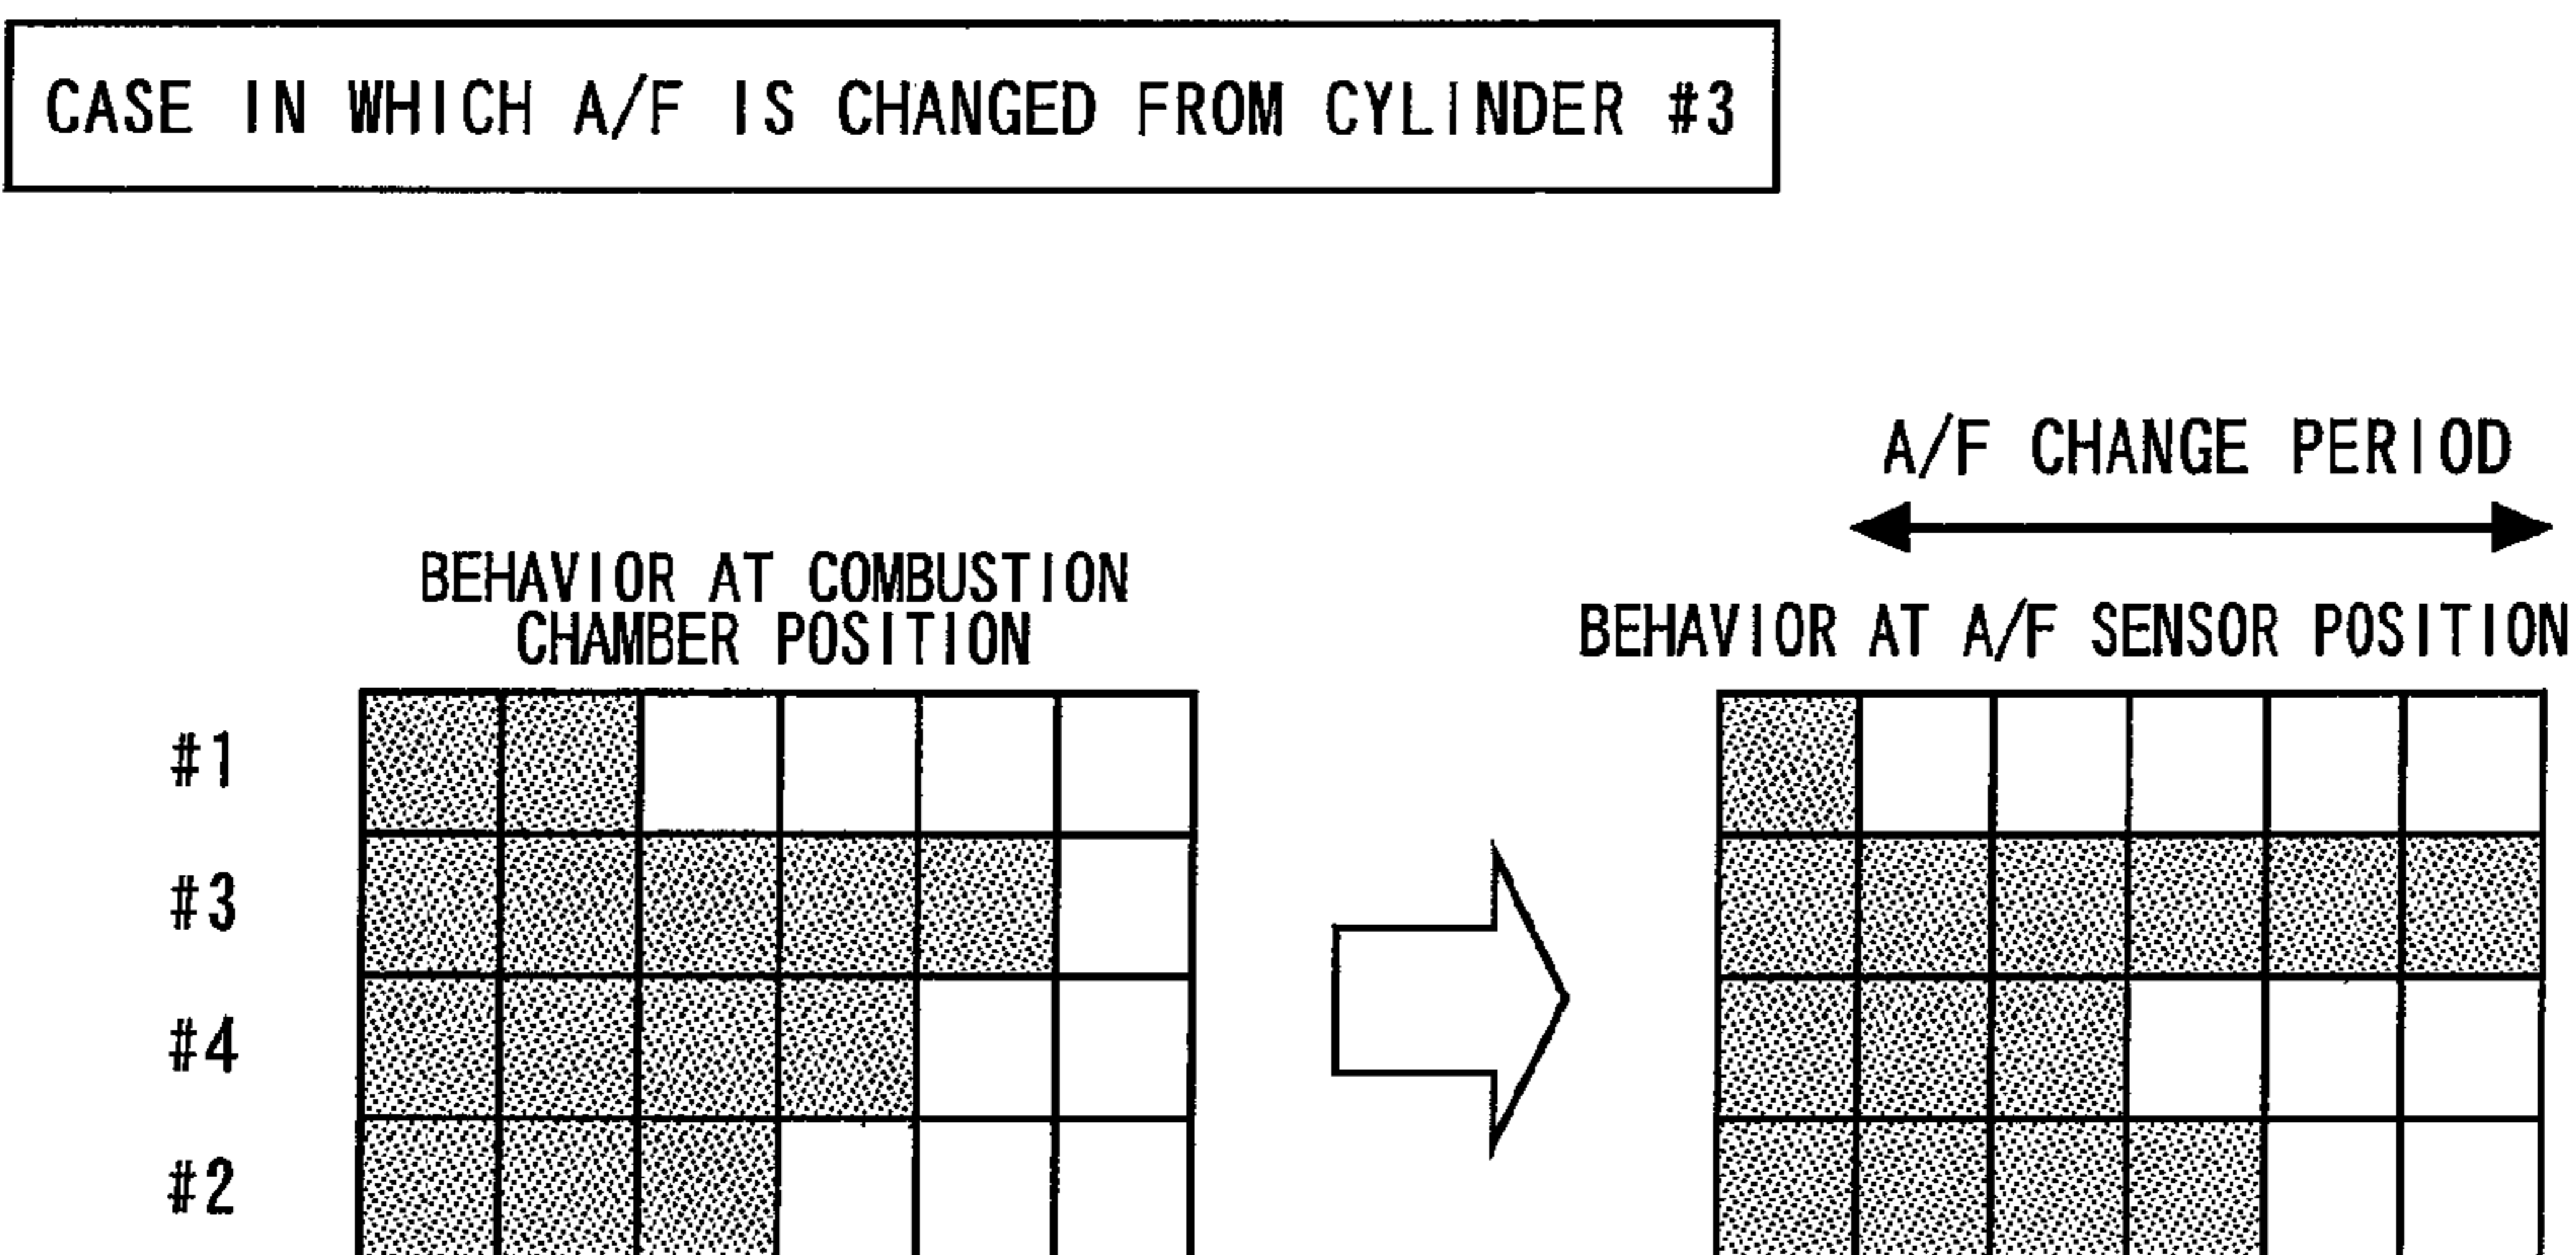 CASE IN WHICH A/F IS CHANGED FROM CYLINDER #3
A/F CHANGE PERIOD
BEHAVIOR AT COMBUSTION
CHAMBER POSITION
BEHAVIOR AT A/F SENSOR POSITION
#1
#3
#4
#2